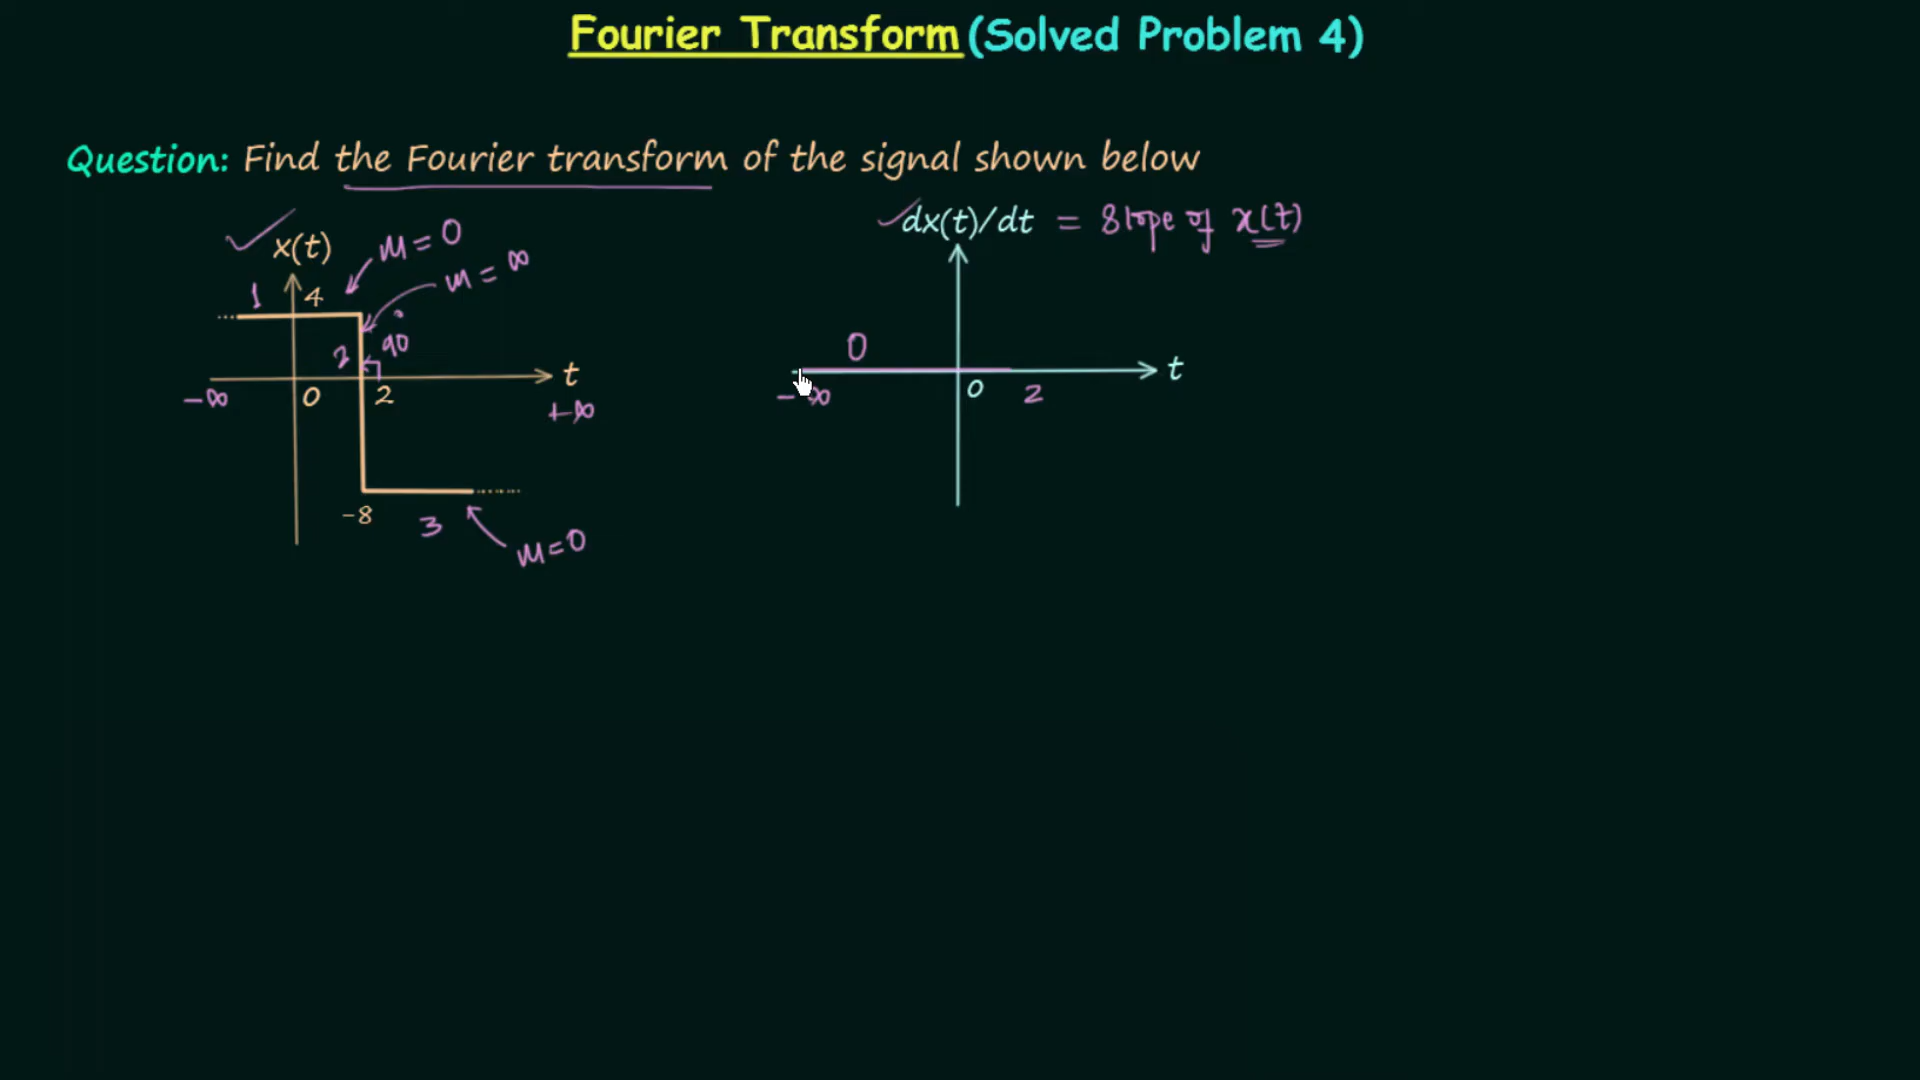 Fourier Transform (Solved Problem 4)
Question: Find the Fourier transform of the signal shown below
x(t)
m = 0
m = ∞
1
4
2
90°
t
-∞
0
2
+∞
-8
3
m = 0
dx(t)/dt = Slope of x(t)
0
t
-∞
0
2